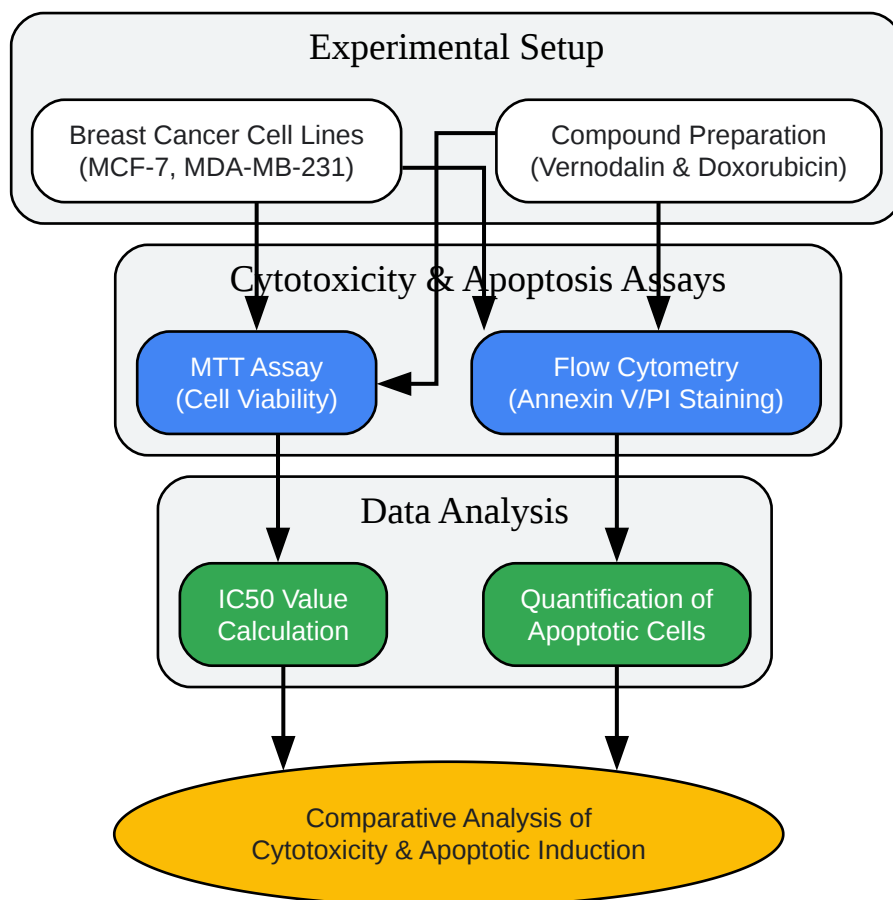 Experimental Setup
Breast Cancer Cell Lines
(MCF-7, MDA-MB-231)
Compound Preparation
(Vernodalin & Doxorubicin)
Cytotoxicity & Apoptosis Assays
MTT Assay
(Cell Viability)
Flow Cytometry
(Annexin V/PI Staining)
Data Analysis
IC50 Value
Calculation
Quantification of
Apoptotic Cells
Comparative Analysis of
Cytotoxicity & Apoptotic Induction